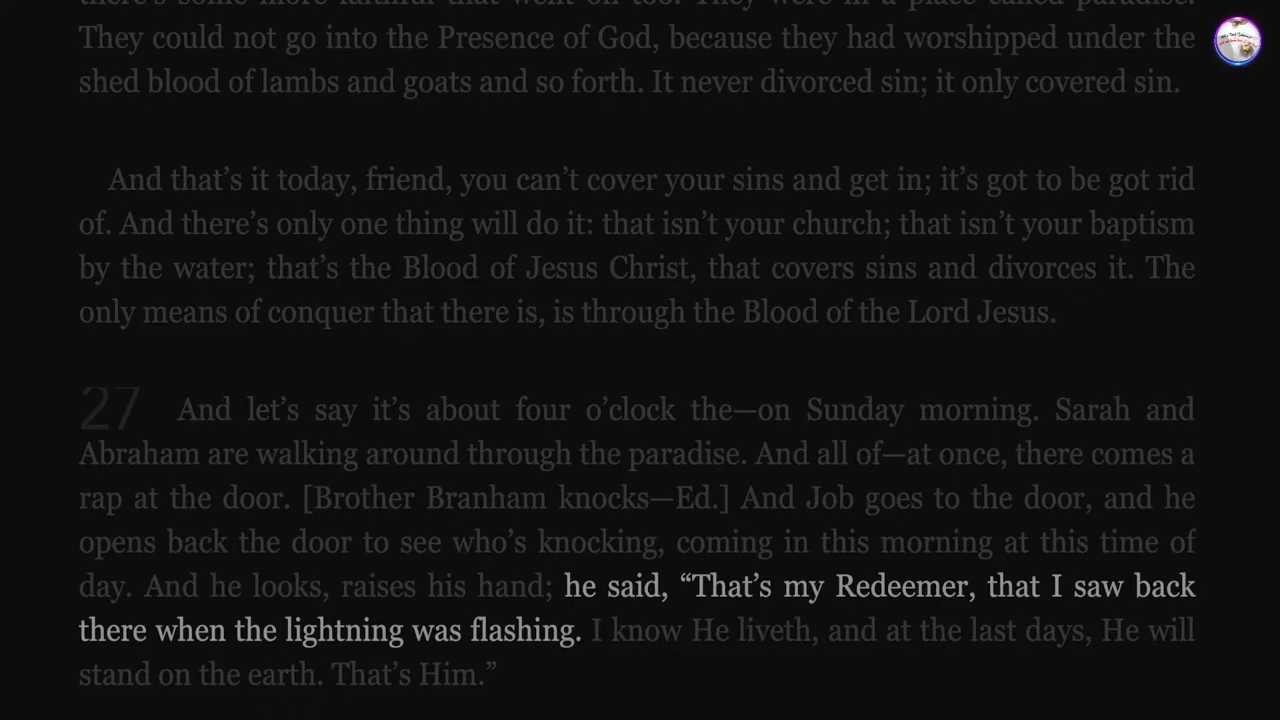 there's some more faithful that went on too. They were in a place called paradise.
They could not go into the Presence of God, because they had worshipped under the
shed blood of lambs and goats and so forth. It never divorced sin; it only covered sin.
And that's it today, friend, you can't cover your sins and get in; it's got to be got rid
of. And there's only one thing will do it: that isn't your church; that isn't your baptism
by the water; that's the Blood of Jesus Christ, that covers sins and divorces it. The
only means of conquer that there is, is through the Blood of the Lord Jesus.
27 And let's say it's about four o'clock the—on Sunday morning. Sarah and
Abraham are walking around through the paradise. And all of—at once, there comes a
rap at the door. [Brother Branham knocks—Ed.] And Job goes to the door, and he
opens back the door to see who's knocking, coming in this morning at this time of
day. And he looks, raises his hand; he said, “That's my Redeemer, that I saw back
there when the lightning was flashing. I know He liveth, and at the last days, He will
stand on the earth. That's Him.”